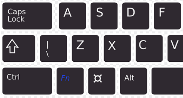 Caps
Lock
A S D F
|
\
Z X C V
Ctrl Fn ¤ Alt